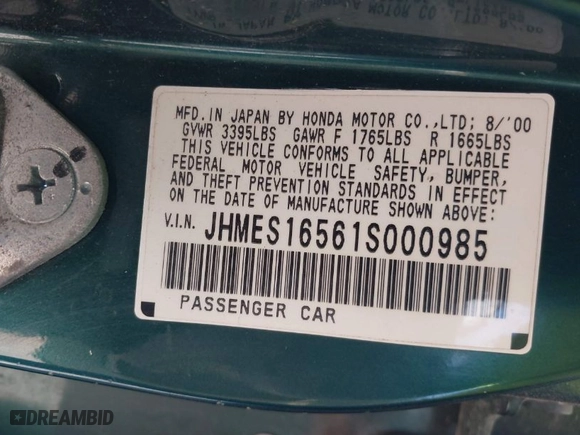 MFD.IN JAPAN BY HONDA MOTOR CO.,LTD; 8/'00
GVWR 3395LBS GAWR F 1765LBS R 1665LBS
THIS VEHICLE CONFORMS TO ALL APPLICABLE
FEDERAL MOTOR VEHICLE SAFETY, BUMPER,
AND THEFT PREVENTION STANDARDS IN EFFECT
ON THE DATE OF MANUFACTURE SHOWN ABOVE:
V.I.N. JHMES16561S000985
PASSENGER CAR
DREAMBID